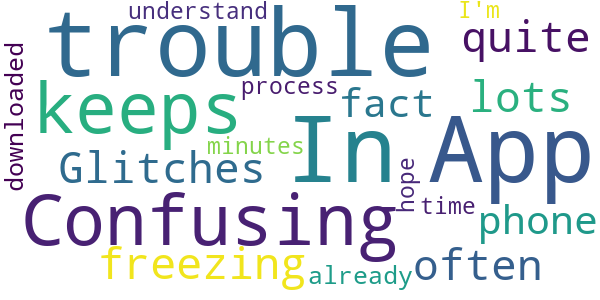 understand I'm
trouble quite
downloaded keeps process fact lots
Glitches minutes In App
Confusing hope time phone
freezing already often